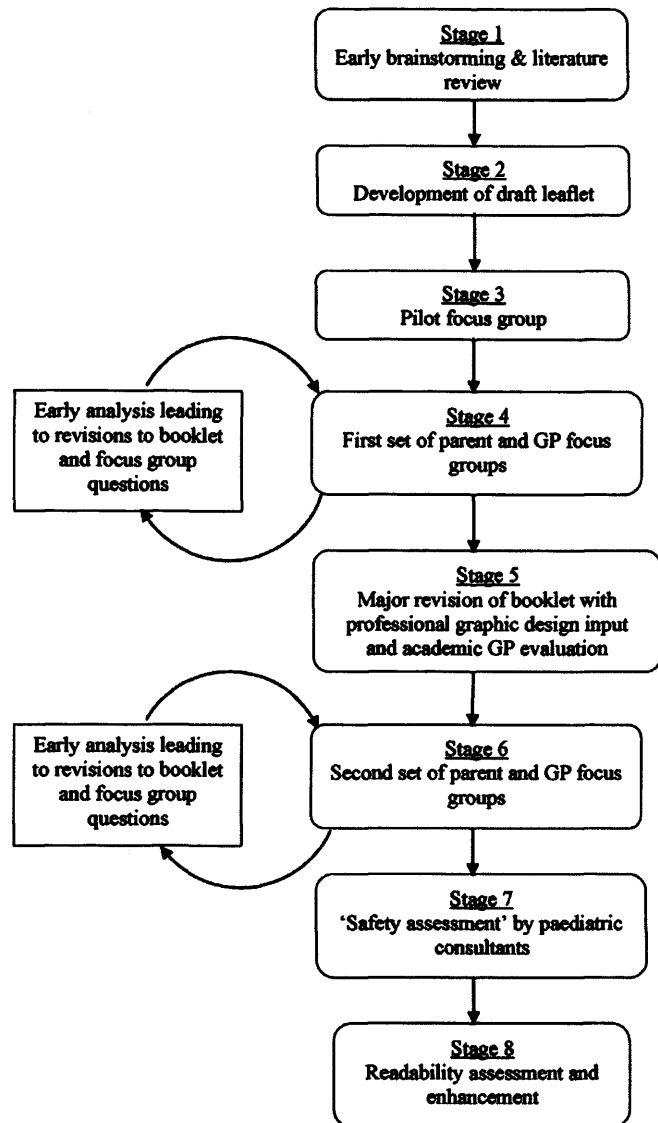 Stage 1
Early brainstorming & literature
review
Stage 2
Development of draft leaflet
Stage 3
Pilot focus group
Early analysis leading
to revisions to booklet
and focus group
questions
Stage 4
First set of parent and GP focus
groups
Stage 5
Major revision of booklet with
professional graphic design input
and academic GP evaluation
Early analysis leading
to revisions to booklet
and focus group
questions
Stage 6
Second set of parent and GP focus
groups
Stage 7
‘Safety assessment’ by paediatric
consultants
Stage 8
Readability assessment and
enhancement